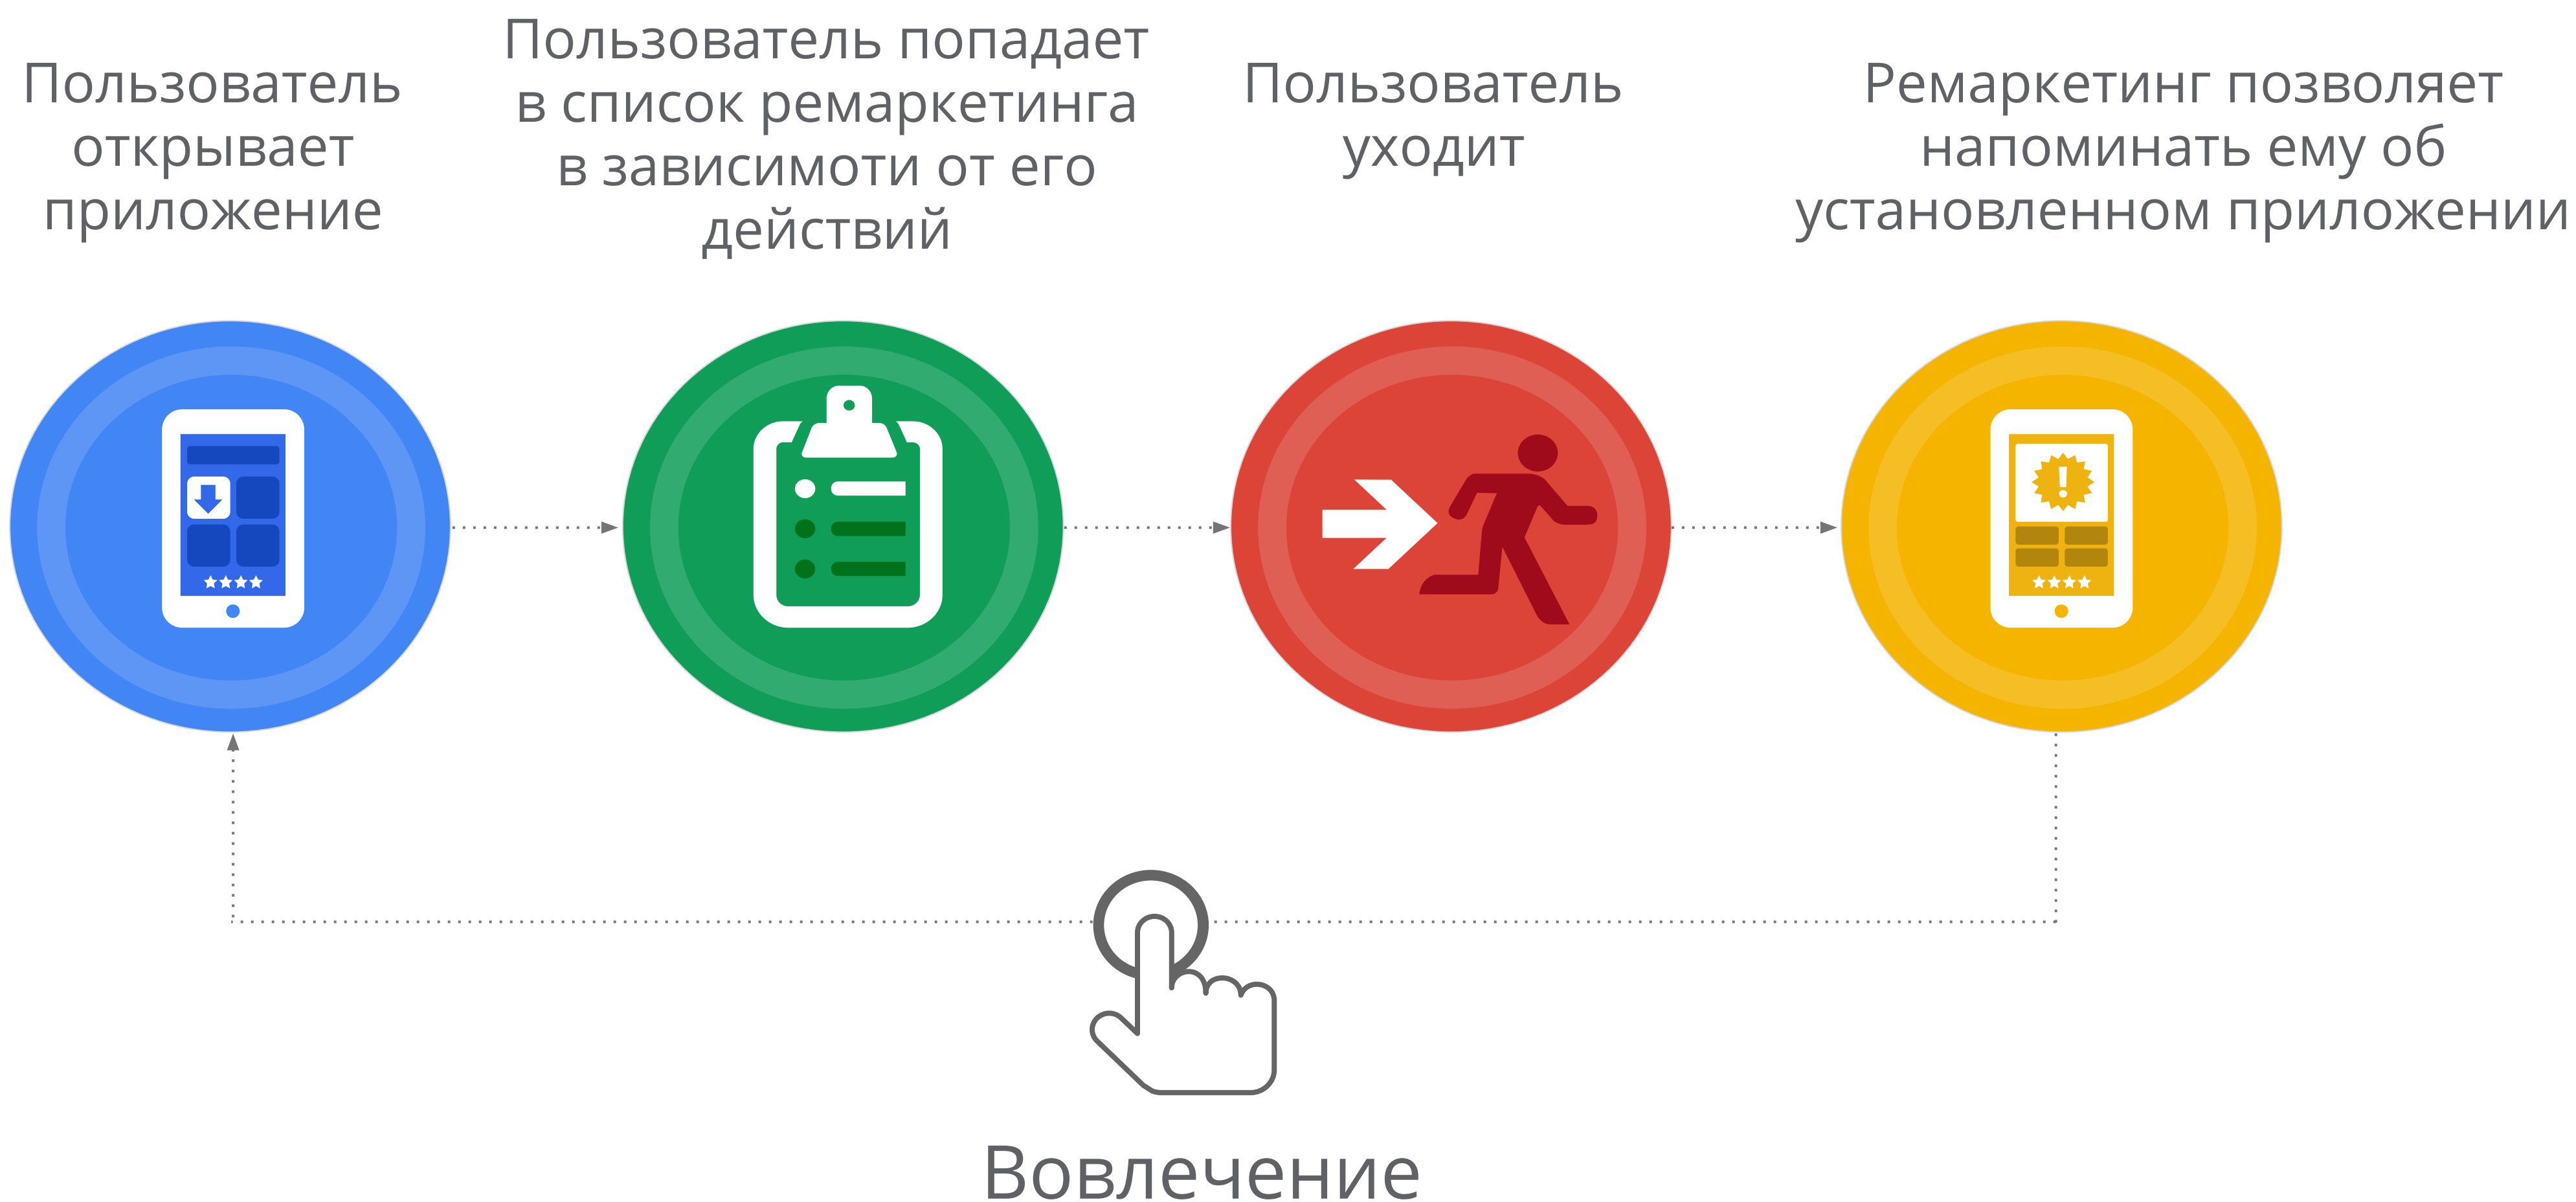 Пользователь
открывает
приложение
Пользователь попадает
в список ремаркетинга
в зависимоти от его
действий
Пользователь
уходит
Ремаркетинг позволяет
напоминать ему об
установленном приложении
Вовлечение